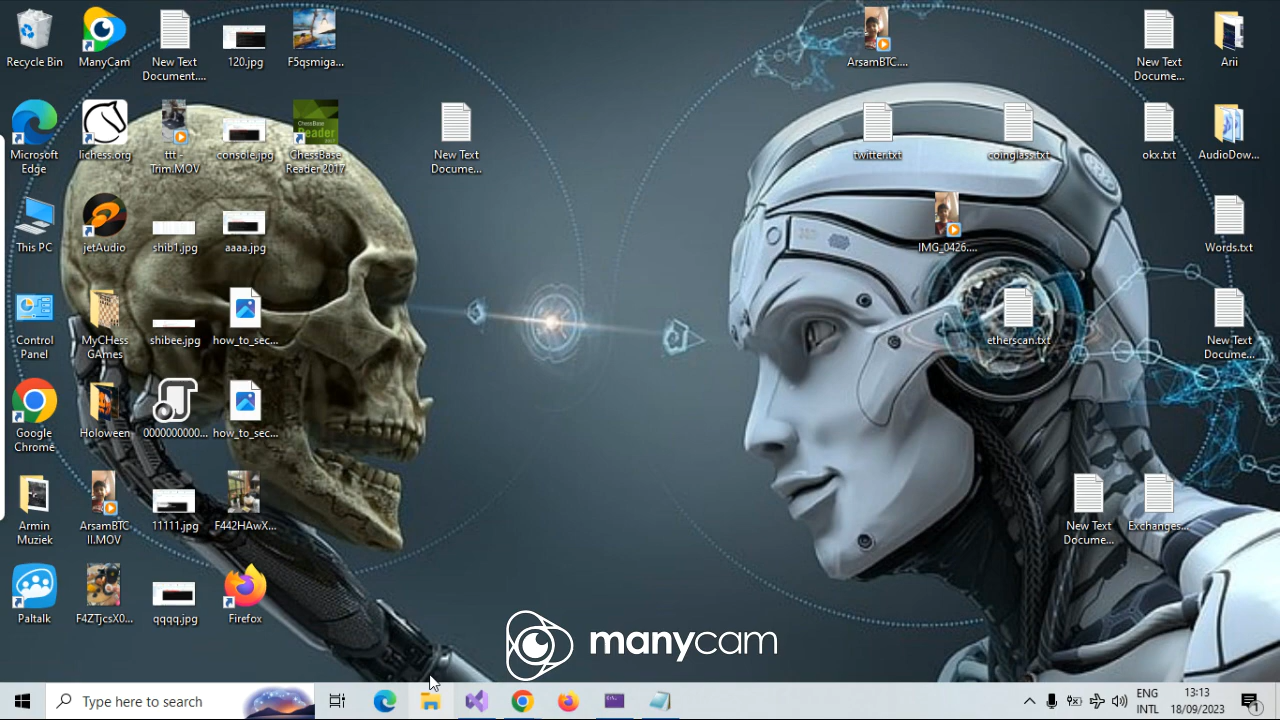 Recycle Bin
ManyCam
New Text
Document....
120.jpg
F5qsmiga...
ArsamBTC....
New Text
Docume...
Arii
Microsoft
Edge
lichess.org
ttt -
Trim.MOV
console.jpg
ChessBase
Reader
ChessBase
Reader 2017
New Text
Docume...
twitter.txt
coinglass.txt
okx.txt
AudioDow...
This PC
jetAudio
shib1.jpg
aaaa.jpg
IMG_0426....
Words.txt
Control
Panel
MyCHess
GAmes
shibee.jpg
how_to_sec...
etherscan.txt
New Text
Docume...
Google
Chrome
Holoween
0000000000...
how_to_sec...
Armin
Muziek
ArsamBTC
II.MOV
11111.jpg
F442HAwX...
New Text
Docume...
Exchanges...
Paltalk
F4ZTjcsX0...
qqqq.jpg
Firefox
manycam
Type here to search
ENG
INTL
13:13
18/09/2023
1